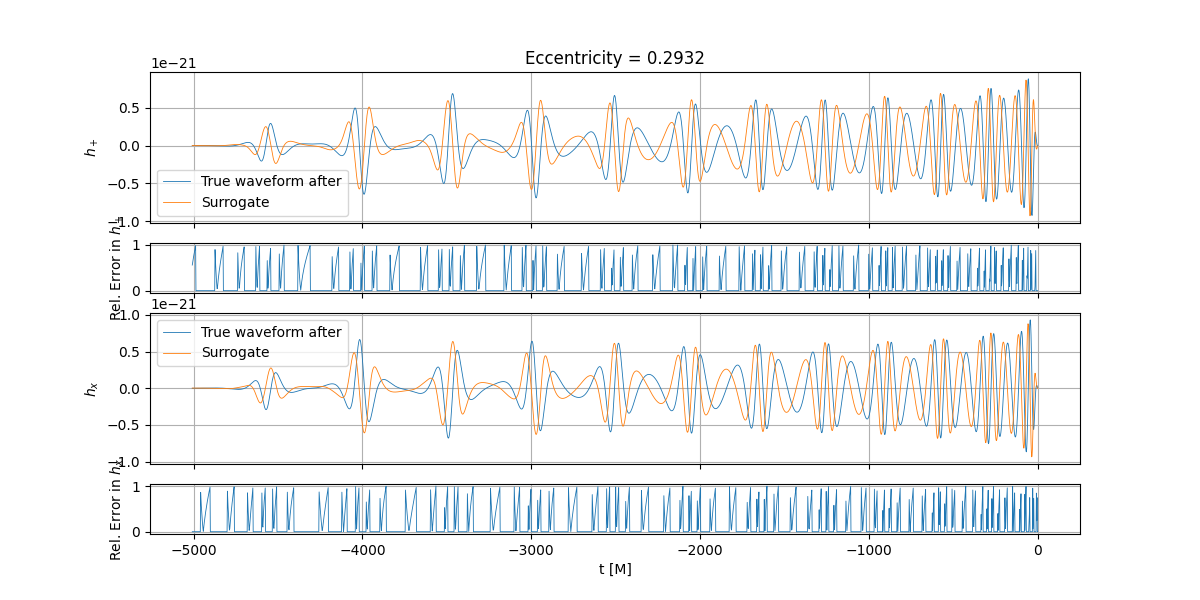 Eccentricity = 0.2932
1e−21
0.5
0.0
−0.5
−1.0
h+
True waveform after
Surrogate
1
0
Rel. Error in h+
1e−21
1.0
0.5
0.0
−0.5
−1.0
hx
True waveform after
Surrogate
1
0
Rel. Error in hx
−5000 −4000 −3000 −2000 −1000 0
t [M]